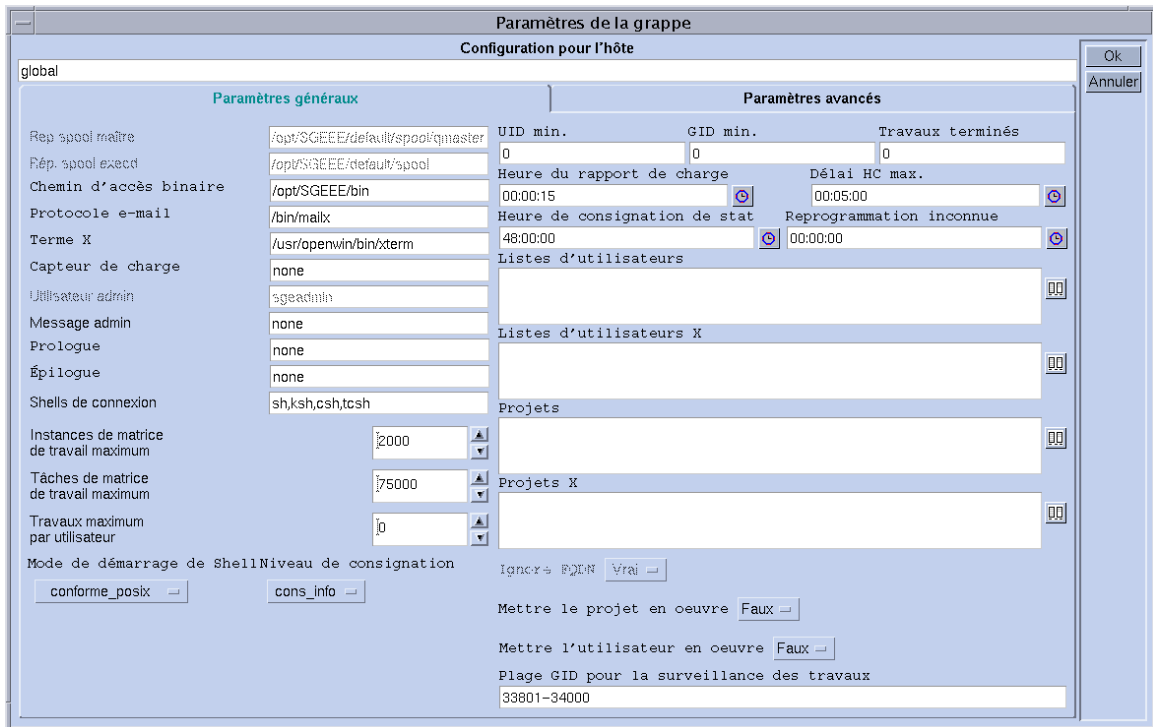 Paramètres de la grappe
Configuration pour l'hôte
global
Ok
Annuler
Paramètres généraux
Paramètres avancés
Rep spool maître
/opt/SGEEE/default/spool/qmaster
Rép. spool execd
/opt/SGEEE/default/spool
Chemin d'accès binaire
/opt/SGEEE/bin
Protocole e-mail
/bin/mailx
Terme X
/usr/openwin/bin/xterm
Capteur de charge
none
Utilisateur admin
sgeadmin
Message admin
none
Prologue
none
Épilogue
none
Shells de connexion
sh,ksh,csh,tcsh
Instances de matrice
de travail maximum
2000
Tâches de matrice
de travail maximum
75000
Travaux maximum
par utilisateur
0
Mode de démarrage de Shell
Niveau de consignation
conforme_posix
cons_info
UID min.
GID min.
Travaux terminés
0
0
0
Heure du rapport de charge
Délai HC max.
00:00:15
00:05:00
Heure de consignation de stat
Reprogrammation inconnue
48:00:00
00:00:00
Listes d'utilisateurs
Listes d'utilisateurs X
Projets
Projets X
Ignore FQDN
Vrai
Mettre le projet en oeuvre
Faux
Mettre l'utilisateur en oeuvre
Faux
Plage GID pour la surveillance des travaux
33801-34000